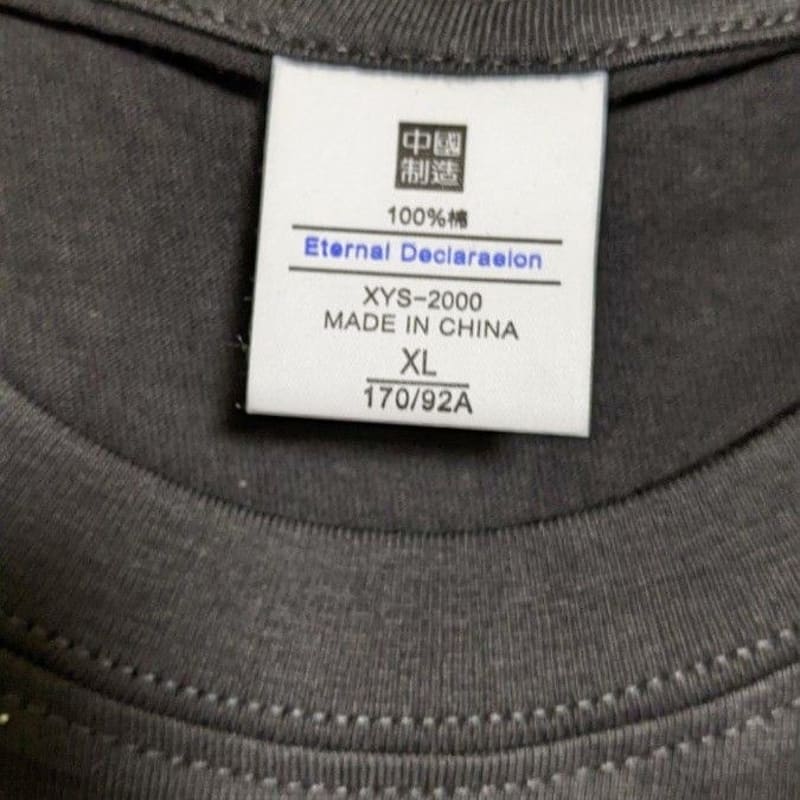 中國
制造
100%棉
Eternal Declaraeion
XYS-2000
MADE IN CHINA
XL
170/92A